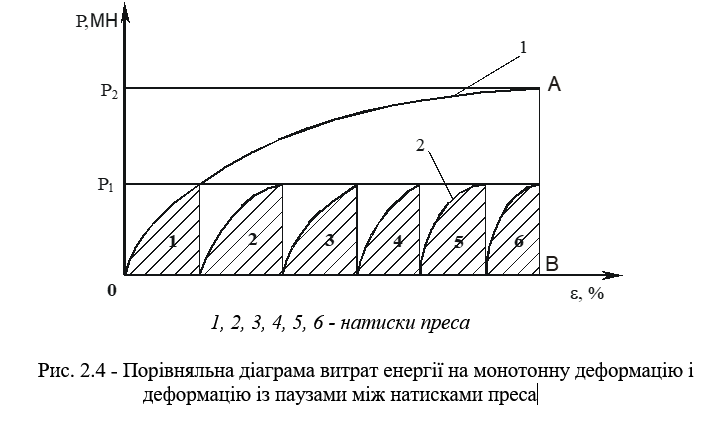 P,МН
1
P₂
A
2
P₁
1 2 3 4 5 6
B
0
ε, %
1, 2, 3, 4, 5, 6 - натиски преса
Рис. 2.4 - Порівняльна діаграма витрат енергії на монотонну деформацію і
деформацію із паузами між натисками преса